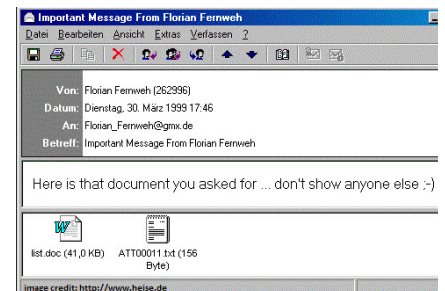 Important Message From Florian Fernweh
Datei Bearbeiten Ansicht Extras Verfassen ?
Von: Florian Fernweh (262996)
Datum: Dienstag, 30. März 1999 17:46
An: Florian_Fernweh@gmx.de
Betreff: Important Message From Florian Fernweh
Here is that document you asked for ... don't show anyone else ;-)
list.doc (41,0 KB) ATT00011.txt (156
Byte)
image credit: http://www.heise.de